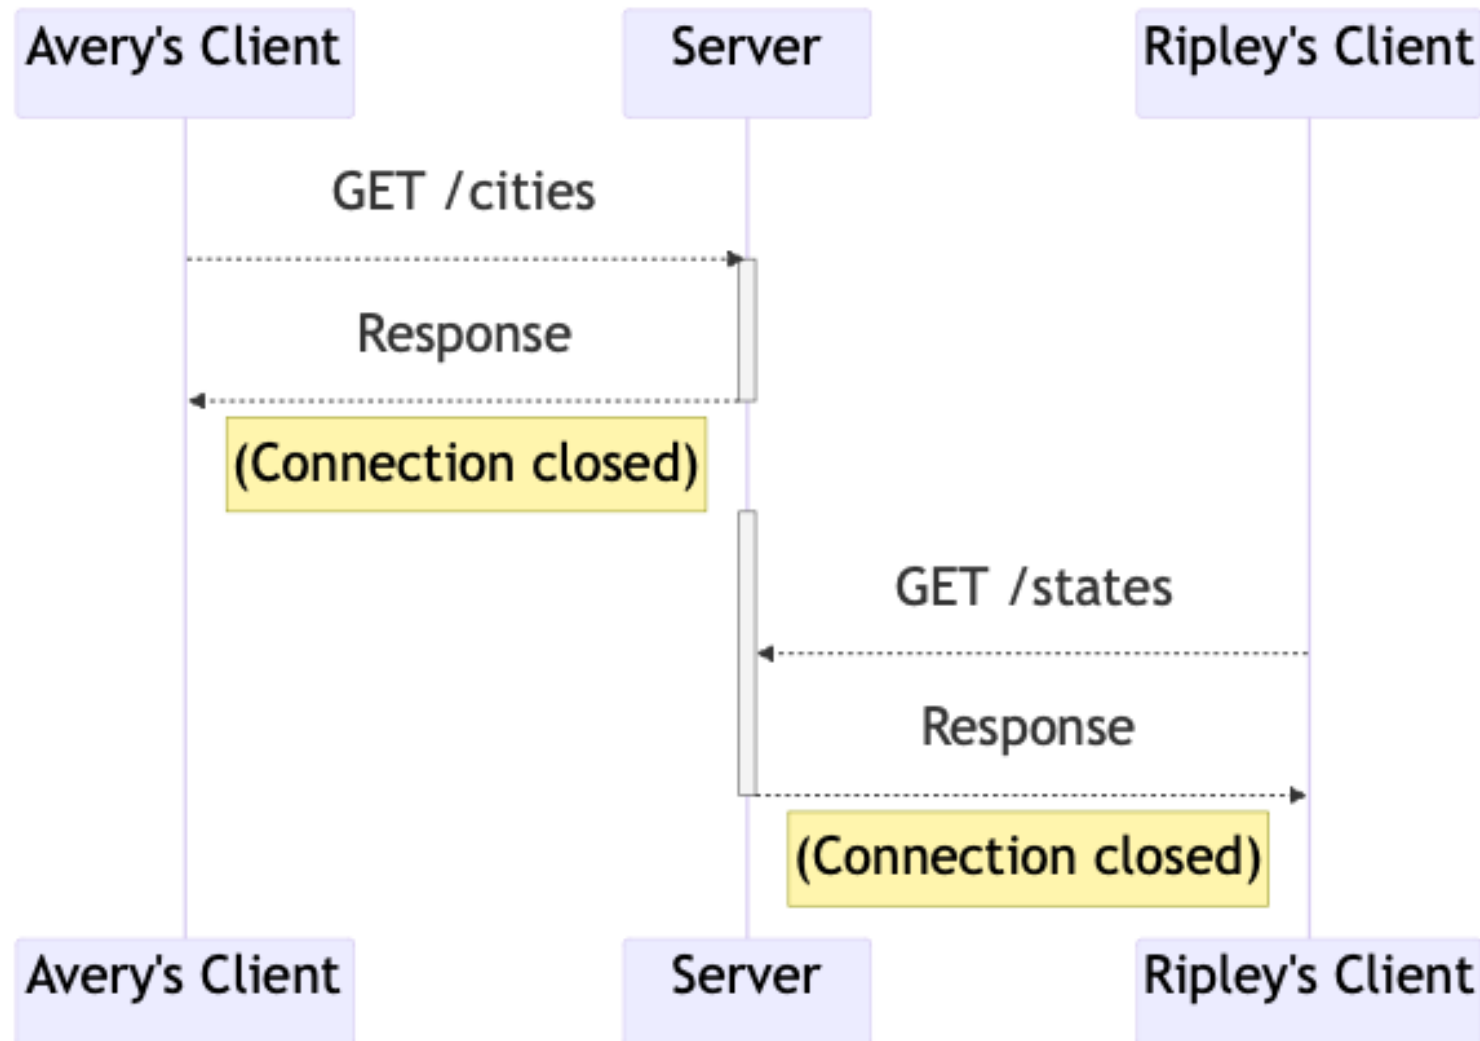 Avery's Client
Server
Ripley's Client
GET /cities
Response
(Connection closed)
GET /states
Response
(Connection closed)
Avery's Client
Server
Ripley's Client